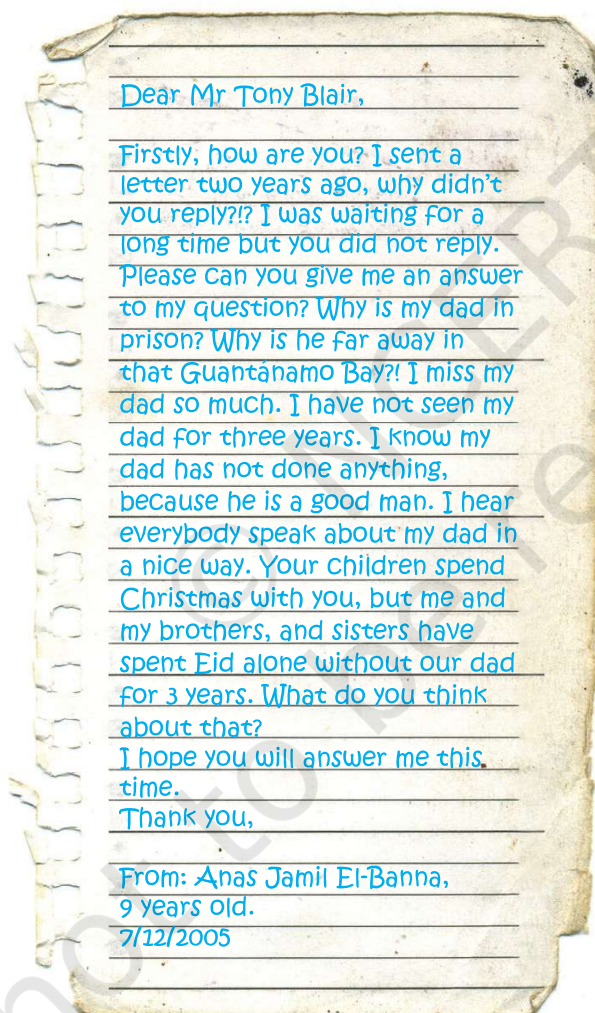 Dear Mr Tony Blair,
Firstly, how are you? I sent a
letter two years ago, why didn't
you reply?!? I was waiting for a
long time but you did not reply.
Please can you give me an answer
to my question? Why is my dad in
prison? Why is he far away in
that Guantánamo Bay?! I miss my
dad so much. I have not seen my
dad for three years. I know my
dad has not done anything,
because he is a good man. I hear
everybody speak about my dad in
a nice way. Your children spend
Christmas with you, but me and
my brothers, and sisters have
spent Eid alone without our dad
for 3 years. What do you think
about that?
I hope you will answer me this
time.
Thank you,
From: Anas Jamil El-Banna,
9 years old.
7/12/2005
© NCERT
not to be re